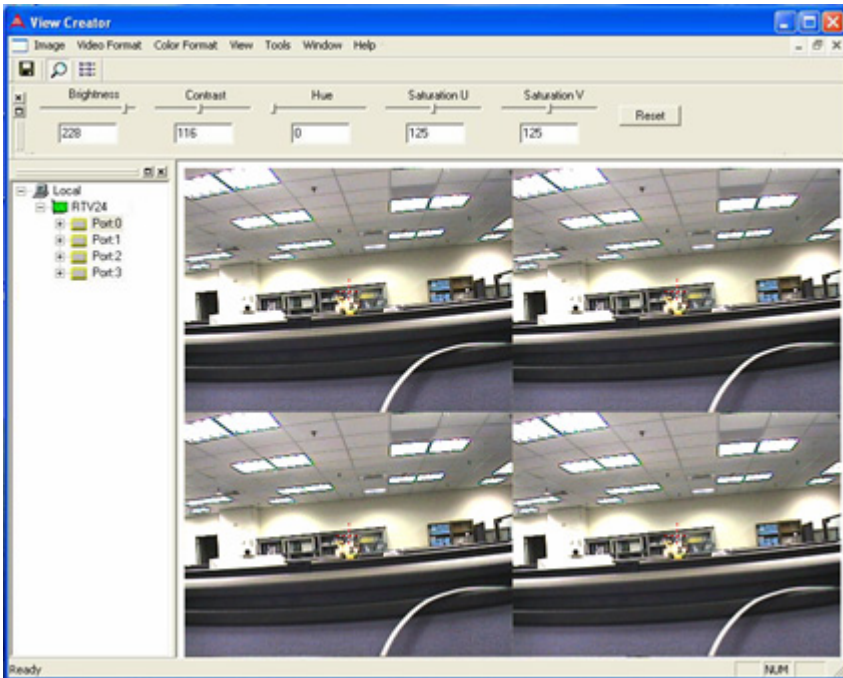 View Creator
Image Video Format Color Format View Tools Window Help
Brightness Contrast Hue Saturation U Saturation V
228 116 0 125 125 Reset
Local
RTV24
Port:0
Port:1
Port:2
Port:3
Ready NUM